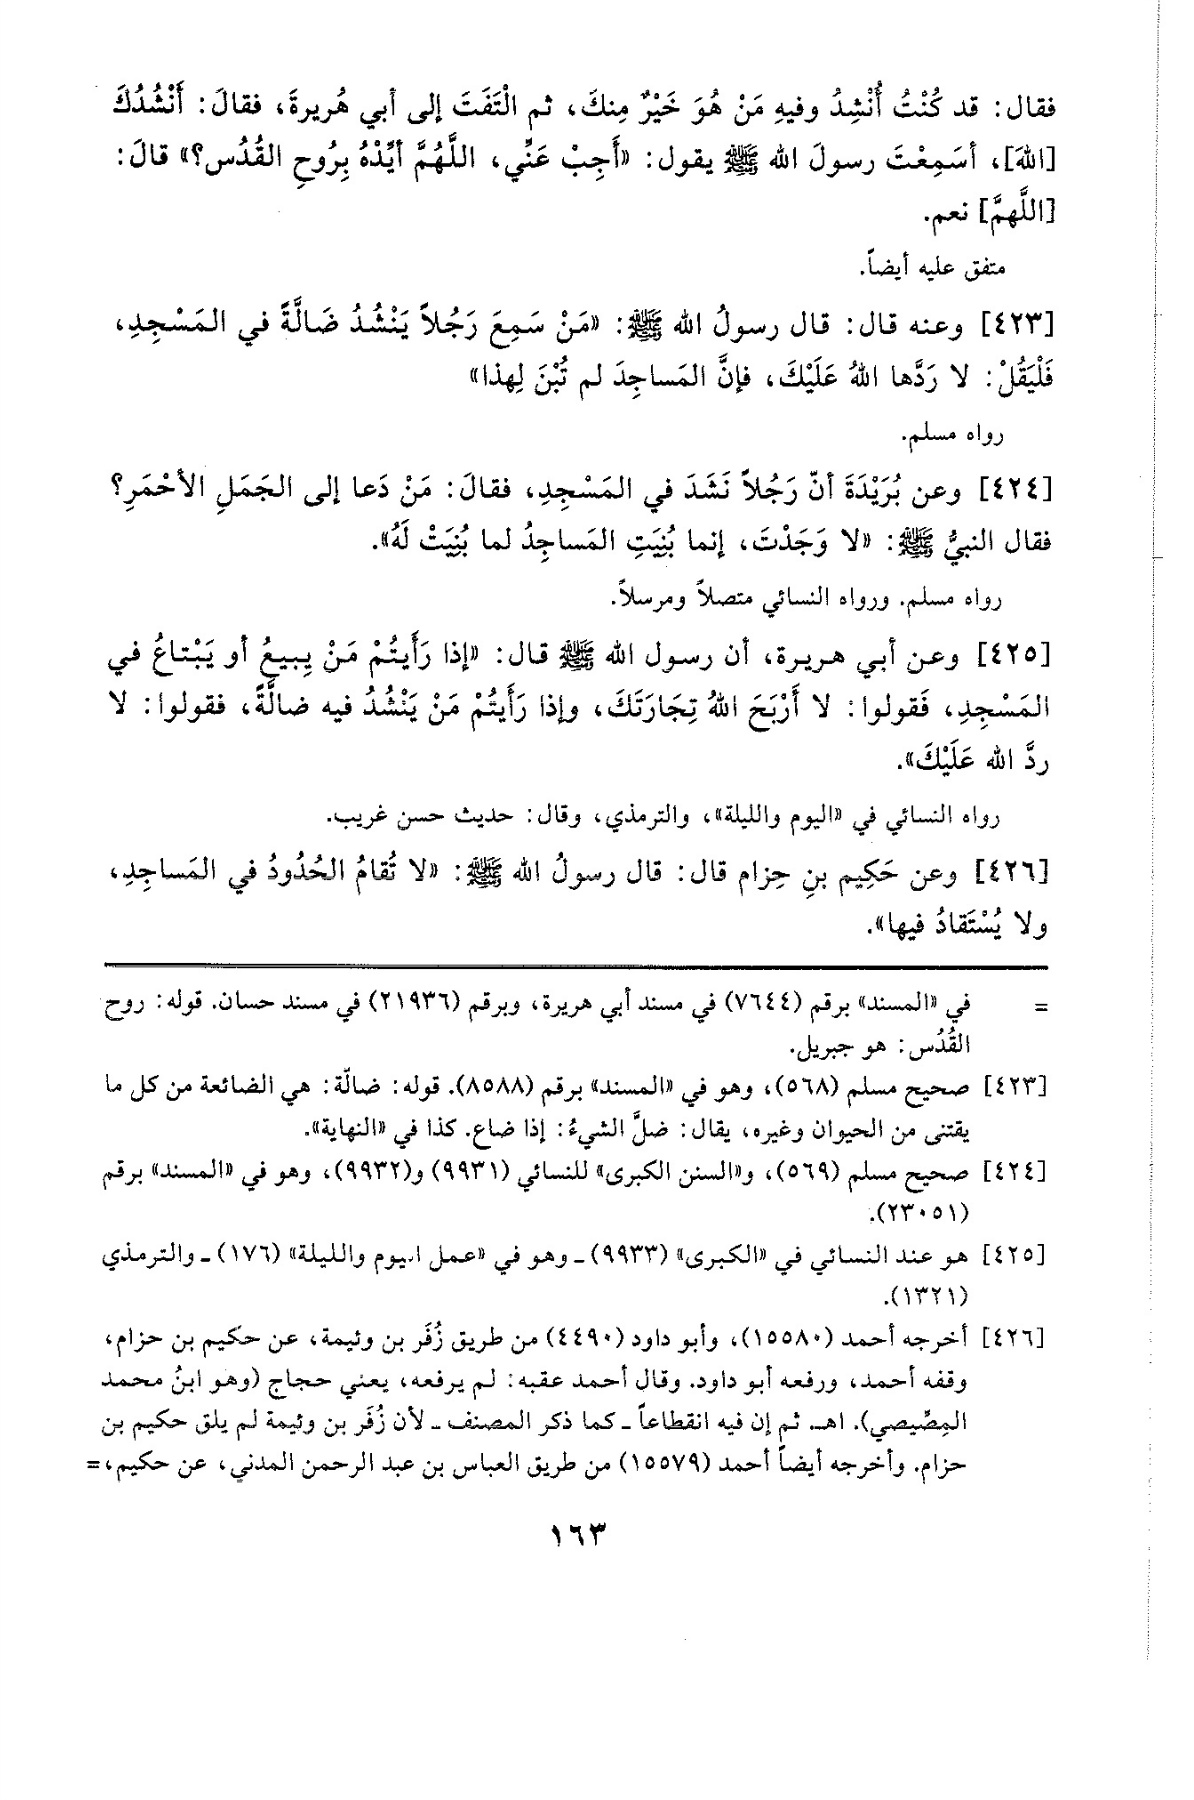 فقال: قد كُنْتُ أُنْشِدُ وفيهِ مَنْ هُوَ خَيْرٌ مِنكَ، ثم الْتَفَتَ إلى أبي هُريرةَ، فقالَ: أَنْشُدُكَ
[اللهَ]، أسَمِعْتَ رسولَ الله ﷺ يقول: «أَجِبْ عَنِّي، اللَّهُمَّ أيِّدْهُ بِرُوحِ القُدُس؟» قالَ:
[اللَّهمَّ] نعم.
متفق عليه أيضاً.
[٤٢٣] وعنه قال: قال رسولُ الله ﷺ: «مَنْ سَمِعَ رَجُلاً يَنْشُدُ ضَالَّةً في المَسْجِدِ،
فَلْيَقُلْ: لا رَدَّها اللهُ عَلَيْكَ، فإنَّ المَساجِدَ لم تُبْنَ لِهذا»
رواه مسلم.
[٤٢٤] وعن بُرَيْدَةَ أنّ رَجُلاً نَشَدَ في المَسْجِدِ، فقالَ: مَنْ دَعا إلى الجَمَلِ الأحْمَرِ؟
فقال النبيُّ ﷺ: «لا وَجَدْتَ، إنما بُنِيَتِ المَساجِدُ لما بُنِيَتْ لَهُ».
رواه مسلم. ورواه النسائي متصلاً ومرسلاً.
[٤٢٥] وعن أبي هريرة، أن رسول الله ﷺ قال: «إذا رَأَيتُمْ مَنْ يِبيعُ أو يَبْتاعُ في
المَسْجِدِ، فَقولوا: لا أَرْبَحَ اللهُ تِجَارَتَكَ، وإذا رَأَيتُمْ مَنْ يَنْشُدُ فيه ضالَّةً، فقولوا: لا
ردَّ الله عَلَيْكَ».
رواه النسائي في «اليوم والليلة»، والترمذي، وقال: حديث حسن غريب.
[٤٢٦] وعن حَكِيم بنِ حِزام قال: قال رسولُ الله ﷺ: «لا تُقامُ الحُدُودُ في المَساجِدِ،
ولا يُسْتَقادُ فيها».
= في «المسند» برقم (٧٦٤٤) في مسند أبي هريرة، وبرقم (٢١٩٣٦) في مسند حسان. قوله: روح
القُدُس: هو جبريل.
[٤٢٣] صحيح مسلم (٥٦٨)، وهو في «المسند» برقم (٨٥٨٨). قوله: ضالّة: هي الضائعة من كل ما
يقتنى من الحيوان وغيره، يقال: ضلَّ الشيءُ: إذا ضاع. كذا في «النهاية».
[٤٢٤] صحيح مسلم (٥٦٩)، و«السنن الكبرى» للنسائي (٩٩٣١) و(٩٩٣٢)، وهو في «المسند» برقم
(٢٣٠٥١).
[٤٢٥] هو عند النسائي في «الكبرى» (٩٩٣٣) ـ وهو في «عمل اليوم والليلة» (١٧٦) ـ والترمذي
(١٣٢١).
[٤٢٦] أخرجه أحمد (١٥٥٨٠)، وأبو داود (٤٤٩٠) من طريق زُفَر بن وثيمة، عن حكيم بن حزام،
وقفه أحمد، ورفعه أبو داود. وقال أحمد عقبه: لم يرفعه، يعني حجاج (وهو ابنُ محمد
المِصِّيصي). اهـ. ثم إن فيه انقطاعاً ـ كما ذكر المصنف ـ لأن زُفَر بن وثيمة لم يلق حكيم بن
حزام. وأخرجه أيضاً أحمد (١٥٥٧٩) من طريق العباس بن عبد الرحمن المدني، عن حكيم، =
١٦٣